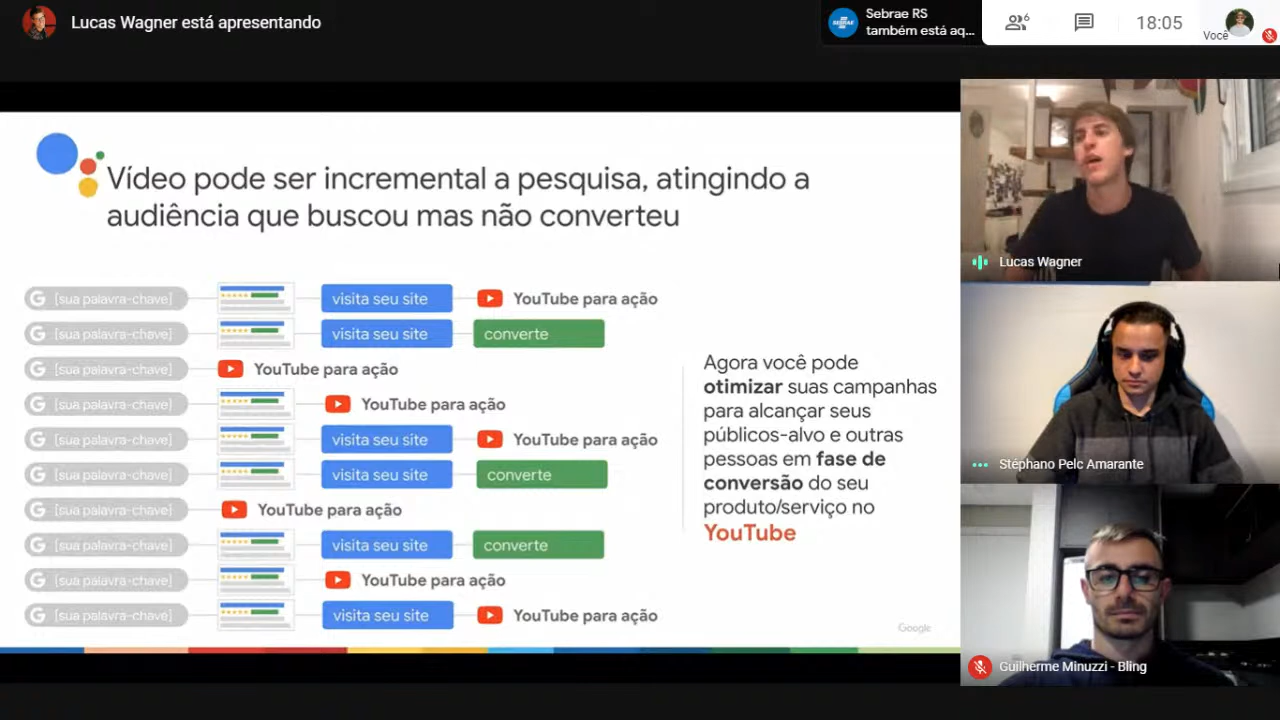 Lucas Wagner está apresentando
Sebrae RS
também está aq...
6
18:05
Você
SEBRAE
Vídeo pode ser incremental a pesquisa, atingindo a
audiência que buscou mas não converteu
G [sua palavra-chave] visita seu site YouTube para ação
G [sua palavra-chave] visita seu site converte
G [sua palavra-chave] YouTube para ação
G [sua palavra-chave] YouTube para ação
G [sua palavra-chave] visita seu site YouTube para ação
G [sua palavra-chave] visita seu site converte
G [sua palavra-chave] YouTube para ação
G [sua palavra-chave] visita seu site converte
G [sua palavra-chave] YouTube para ação
G [sua palavra-chave] visita seu site YouTube para ação
Agora você pode
otimizar suas campanhas
para alcançar seus
públicos-alvo e outras
pessoas em fase de
conversão do seu
produto/serviço no
YouTube
Google
Lucas Wagner
Stéphano Pelc Amarante
Guilherme Minuzzi - Bling